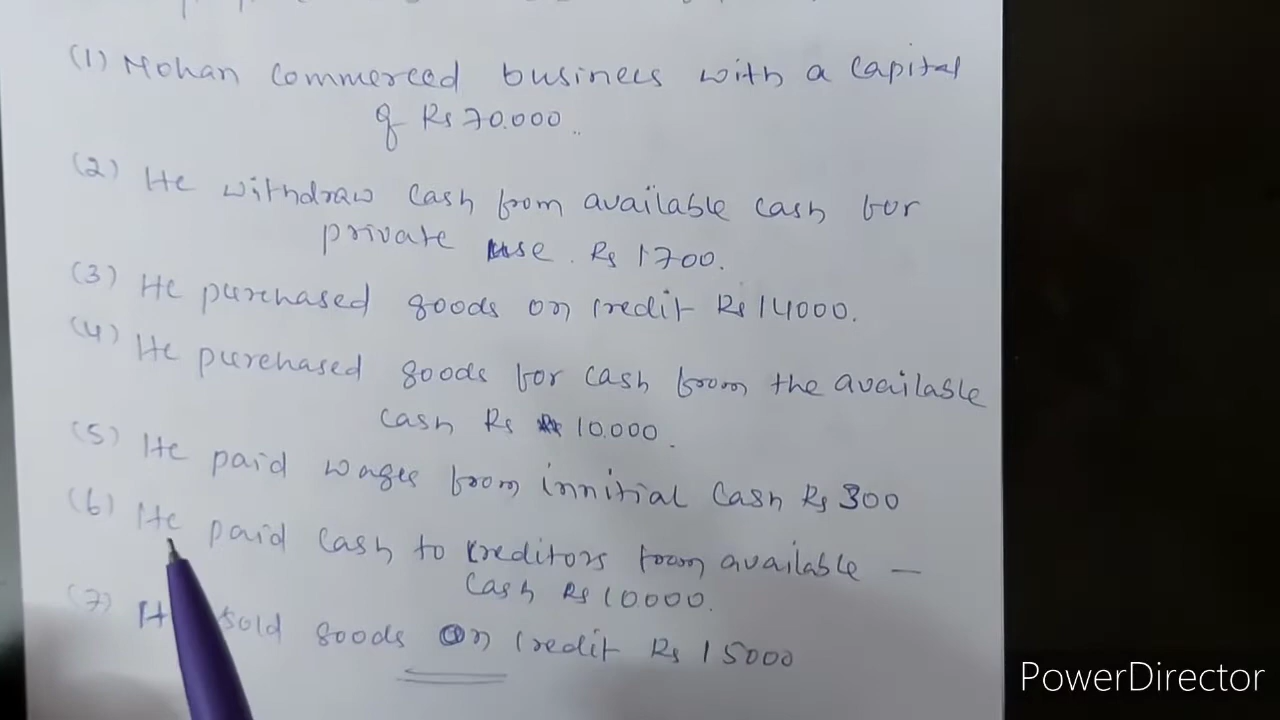 (1) Mohan commerced business with a capital
of Rs 70.000.
(2) He withdraw cash from available cash for
private use. Rs 1700.
(3) He purchased goods on credit Rs 14000.
(4) He purchased goods for cash from the available
cash Rs 10.000.
(5) He paid wages from innitial cash Rs 300
(6) He paid cash to creditors from available —
cash Rs 10000.
(7) sold goods on credit Rs 15000
PowerDirector